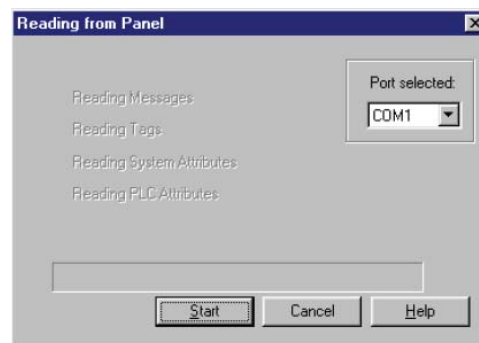 Reading from Panel
Port selected:
COM1
Reading Messages
Reading Tags
Reading System Attributes
Reading PLC Attributes
Start
Cancel
Help